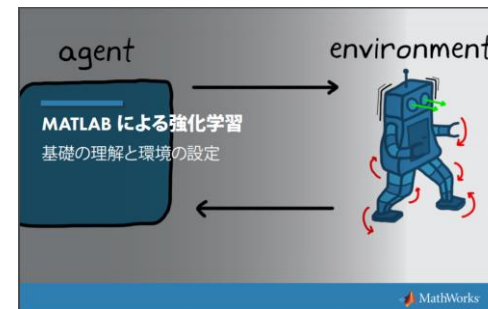 agent
environment
MATLAB による強化学習
基礎の理解と環境の設定
MathWorks